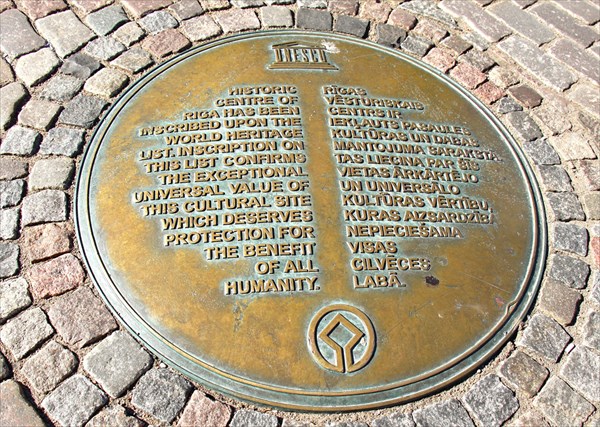 UNESCO
HISTORIC
CENTRE OF
RIGA HAS BEEN
INSCRIBED UPON THE
WORLD HERITAGE
LIST. INSCRIPTION ON
THIS LIST CONFIRMS
THE EXCEPTIONAL
UNIVERSAL VALUE OF
THIS CULTURAL SITE
WHICH DESERVES
PROTECTION FOR
THE BENEFIT
OF ALL
HUMANITY.
RĪGAS
VĒSTURISKAIS
CENTRS IR
IEKĻAUTS PASAULES
KULTŪRAS UN DABAS
MANTOJUMA SARAKSTĀ.
TAS LIECINA PAR ŠĪS
VIETAS ĀRKĀRTĒJO
UN UNIVERSĀLO
KULTŪRAS VĒRTĪBU,
KURAS AIZSARDZĪBA
NEPIECIEŠAMA
VISAS
CILVĒCES
LABĀ.